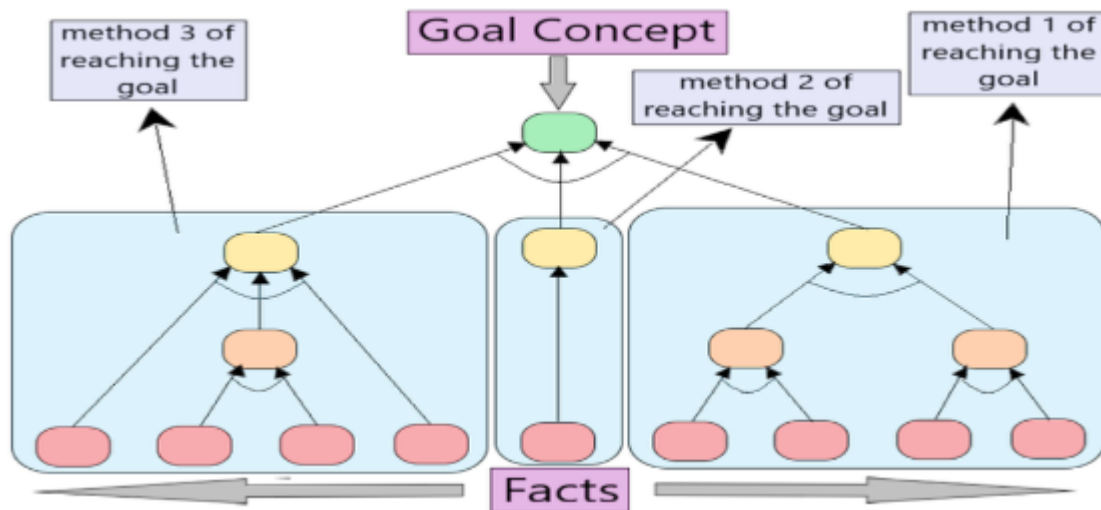 method 3 of
reaching the
goal
Goal Concept
method 2 of
reaching the goal
method 1 of
reaching the
goal
Facts